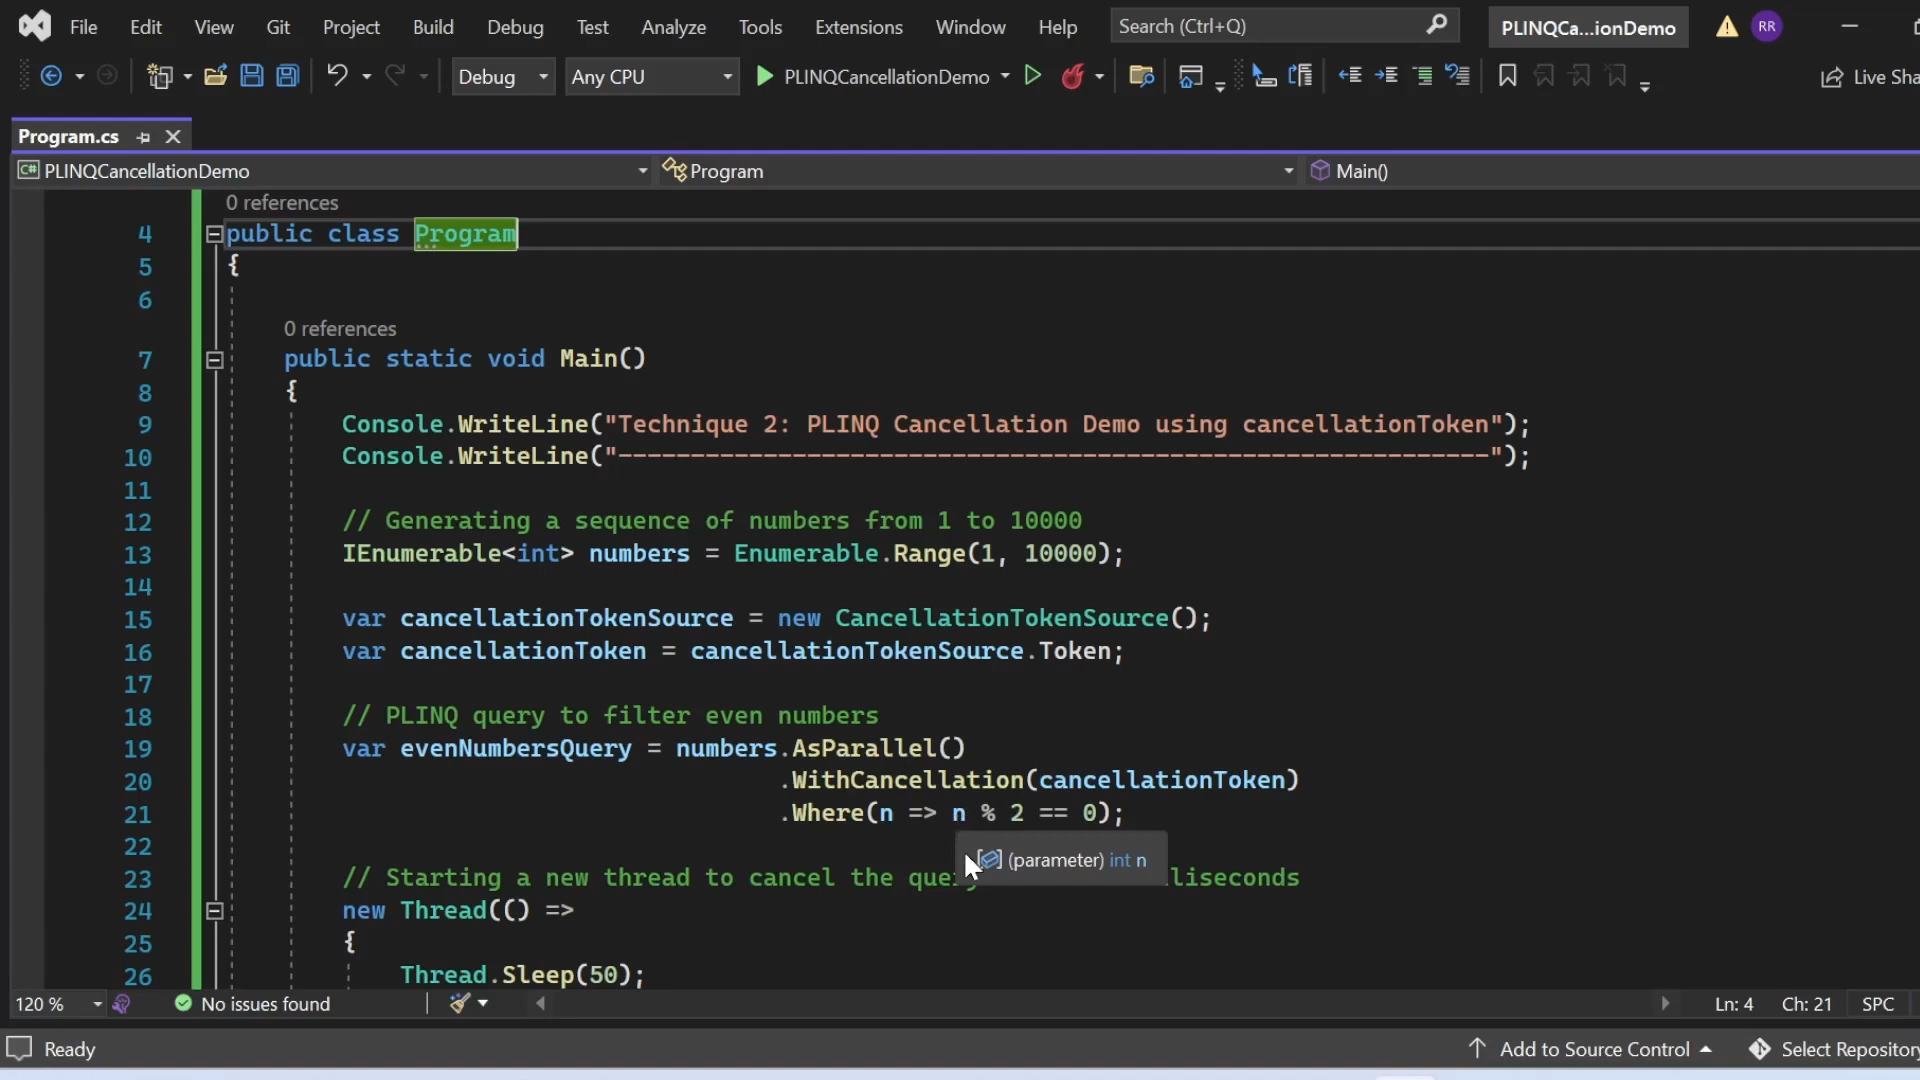 File Edit View Git Project Build Debug Test Analyze Tools Extensions Window Help Search (Ctrl+Q) PLINQCa...ionDemo RR
Debug Any CPU PLINQCancellationDemo Live Sha
Program.cs
C# PLINQCancellationDemo Program Main()
0 references
4 public class Program
5 {
6
0 references
7 public static void Main()
8 {
9 Console.WriteLine("Technique 2: PLINQ Cancellation Demo using cancellationToken");
10 Console.WriteLine("------------------------------------------------------------");
11
12 // Generating a sequence of numbers from 1 to 10000
13 IEnumerable<int> numbers = Enumerable.Range(1, 10000);
14
15 var cancellationTokenSource = new CancellationTokenSource();
16 var cancellationToken = cancellationTokenSource.Token;
17
18 // PLINQ query to filter even numbers
19 var evenNumbersQuery = numbers.AsParallel()
20 .WithCancellation(cancellationToken)
21 .Where(n => n % 2 == 0);
22
(parameter) int n
23 // Starting a new thread to cancel the que liseconds
24 new Thread(() =>
25 {
26 Thread.Sleep(50);
120 % No issues found Ln: 4 Ch: 21 SPC
Ready Add to Source Control Select Repository